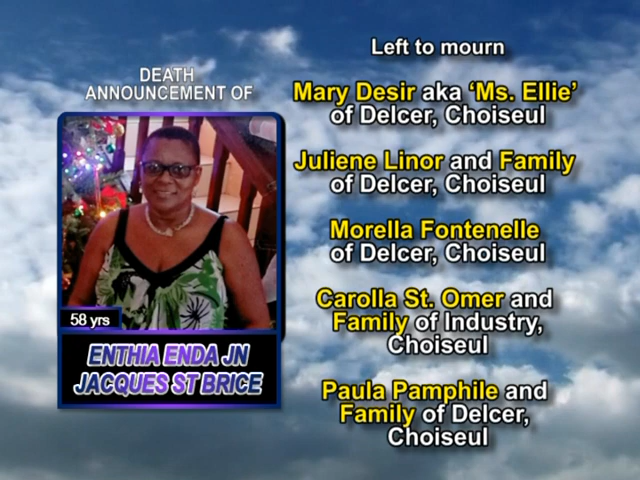 DEATH
ANNOUNCEMENT OF
58 yrs
ENTHIA ENDA JN
JACQUES ST BRICE
Left to mourn
Mary Desir aka ‘Ms. Ellie’
of Delcer, Choiseul
Juliene Linor and Family
of Delcer, Choiseul
Morella Fontenelle
of Delcer, Choiseul
Carolla St. Omer and
Family of Industry,
Choiseul
Paula Pamphile and
Family of Delcer,
Choiseul